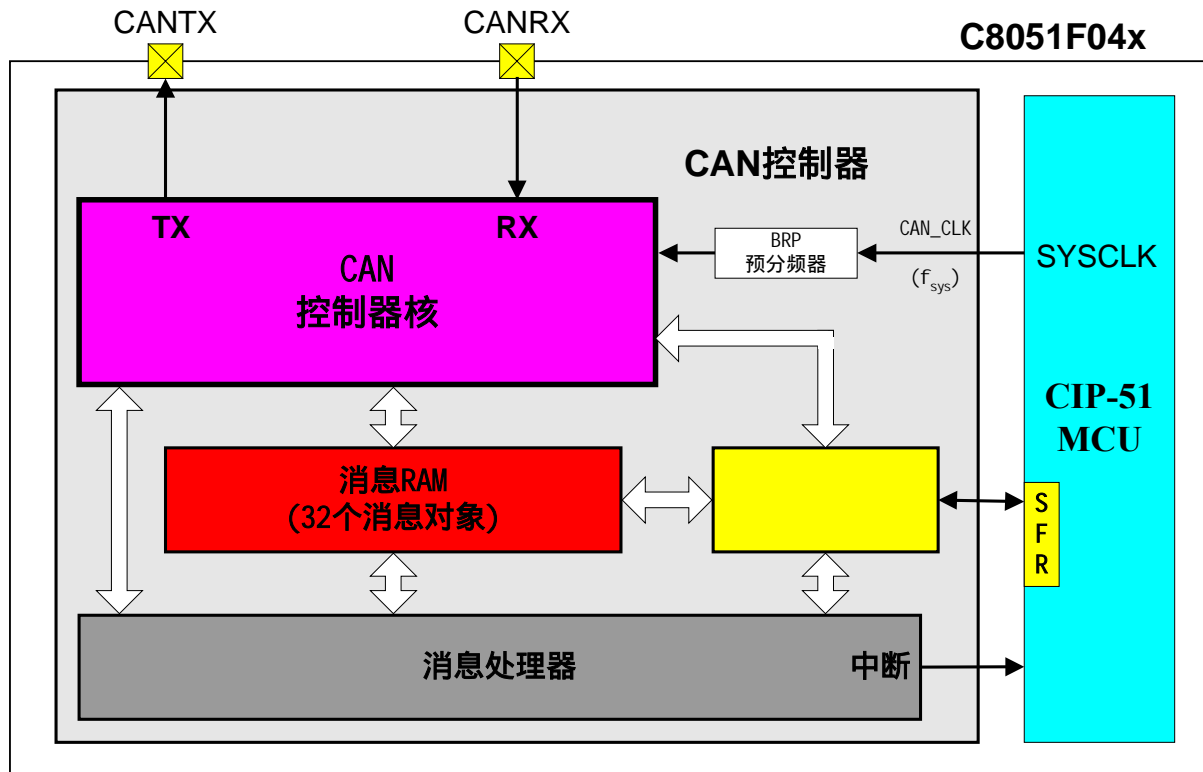 CANTX
CANRX
C8051F04x
CAN控制器
TX
RX
CAN
控制器核
BRP
预分频器
CAN_CLK
(fsys)
SYSCLK
CIP-51
MCU
消息RAM
(32个消息对象)
S
F
R
消息处理器
中断